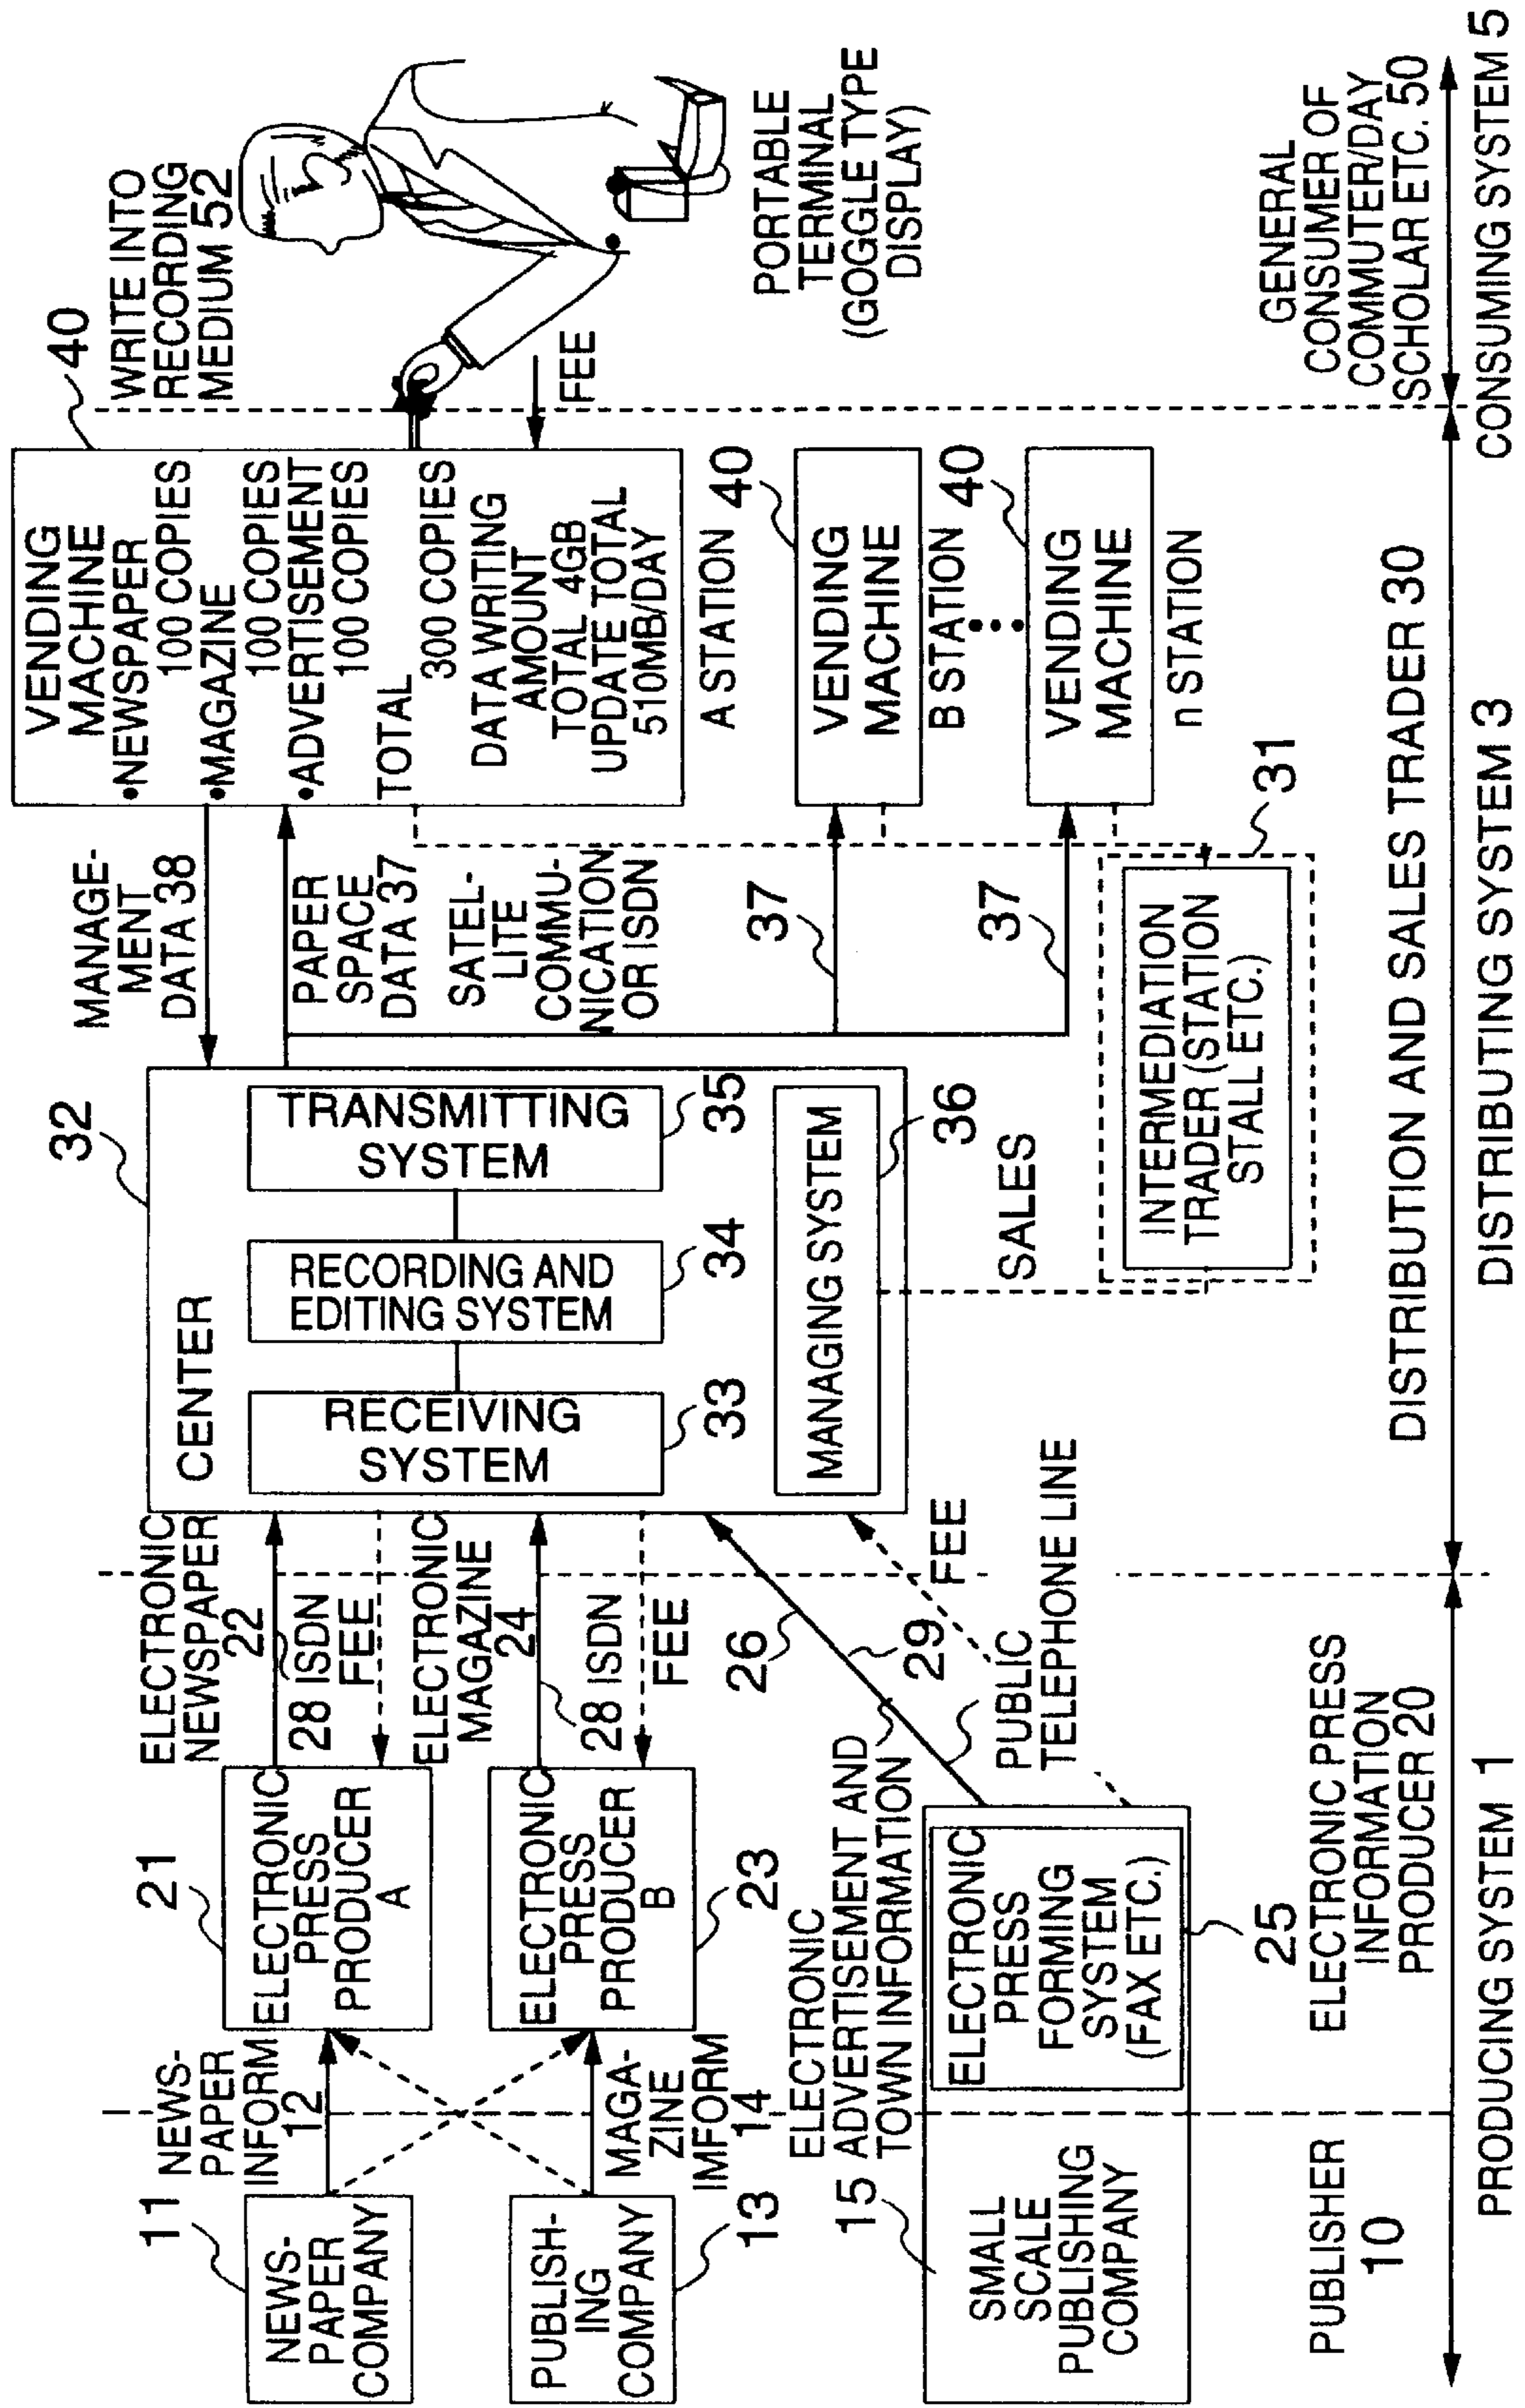 11
NEWS-
PAPER
COMPANY
NEWS-
PAPER
INFORM
12
PUBLISH-
ING
COMPANY
13
MAGA-
ZINE
IMFORM
14
15
SMALL
SCALE
PUBLISHING
COMPANY
PUBLISHER
10
21
ELECTRONIC
PRESS
PRODUCER
A
ELECTRONIC
PRESS
PRODUCER
B
23
ELECTRONIC
ADVERTISEMENT AND
TOWN INFORMATION
ELECTRONIC
PRESS
FORMING
SYSTEM
(FAX ETC.)
25
ELECTRONIC PRESS
INFORMATION
PRODUCER 20
PRODUCING SYSTEM 1
ELECTRONIC
NEWSPAPER
22
28 ISDN
FEE
ELECTRONIC
MAGAZINE
24
28 ISDN
FEE
26
29
FEE
PUBLIC
TELEPHONE LINE
32
CENTER
RECEIVING
SYSTEM
33
RECORDING AND
EDITING SYSTEM
34
TRANSMITTING
SYSTEM
35
MANAGING SYSTEM
36
SALES
MANAGE-
MENT
DATA 38
PAPER
SPACE
DATA 37
SATEL-
LITE
COMMU-
NICATION
OR ISDN
37
37
INTERMEDIATION
TRADER (STATION
STALL ETC.)
31
DISTRIBUTION AND SALES TRADER 30
DISTRIBUTING SYSTEM 3
40
VENDING
MACHINE
•NEWSPAPER
100 COPIES
•MAGAZINE
100 COPIES
•ADVERTISEMENT
100 COPIES
TOTAL
300 COPIES
DATA WRITING
AMOUNT
TOTAL 4GB
UPDATE TOTAL
510MB/DAY
A STATION
VENDING
MACHINE
40
B STATION
VENDING
MACHINE
40
n STATION
WRITE INTO
RECORDING
MEDIUM 52
FEE
PORTABLE
TERMINAL
(GOGGLE TYPE
DISPLAY)
GENERAL
CONSUMER OF
COMMUTER/DAY
SCHOLAR ETC. 50
CONSUMING SYSTEM 5